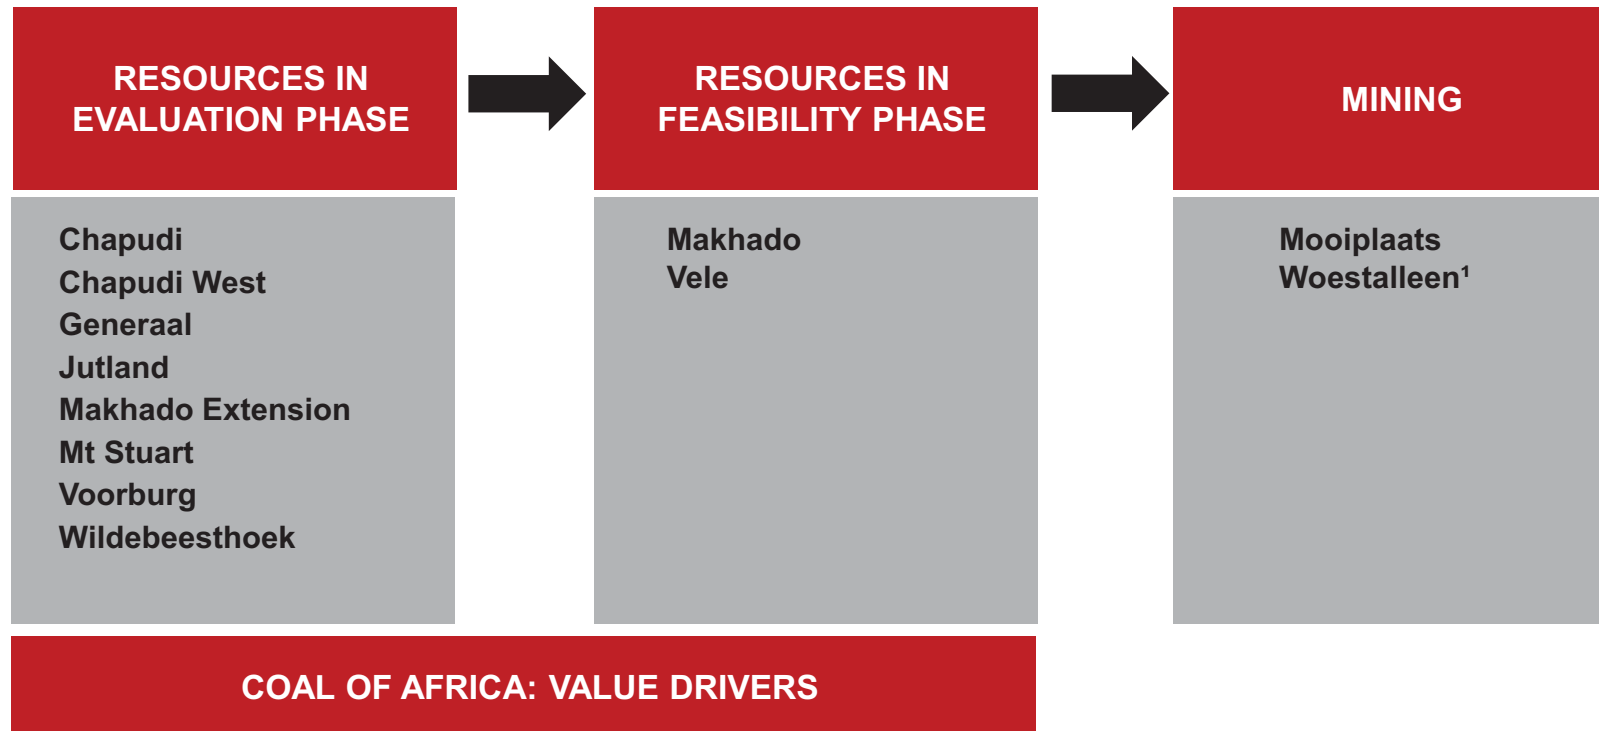 RESOURCES IN
EVALUATION PHASE
RESOURCES IN
FEASIBILITY PHASE
MINING
Chapudi
Chapudi West
Generaal
Jutland
Makhado Extension
Mt Stuart
Voorburg
Wildebeesthoek
Makhado
Vele
Mooiplaats
Woestalleen¹
COAL OF AFRICA: VALUE DRIVERS